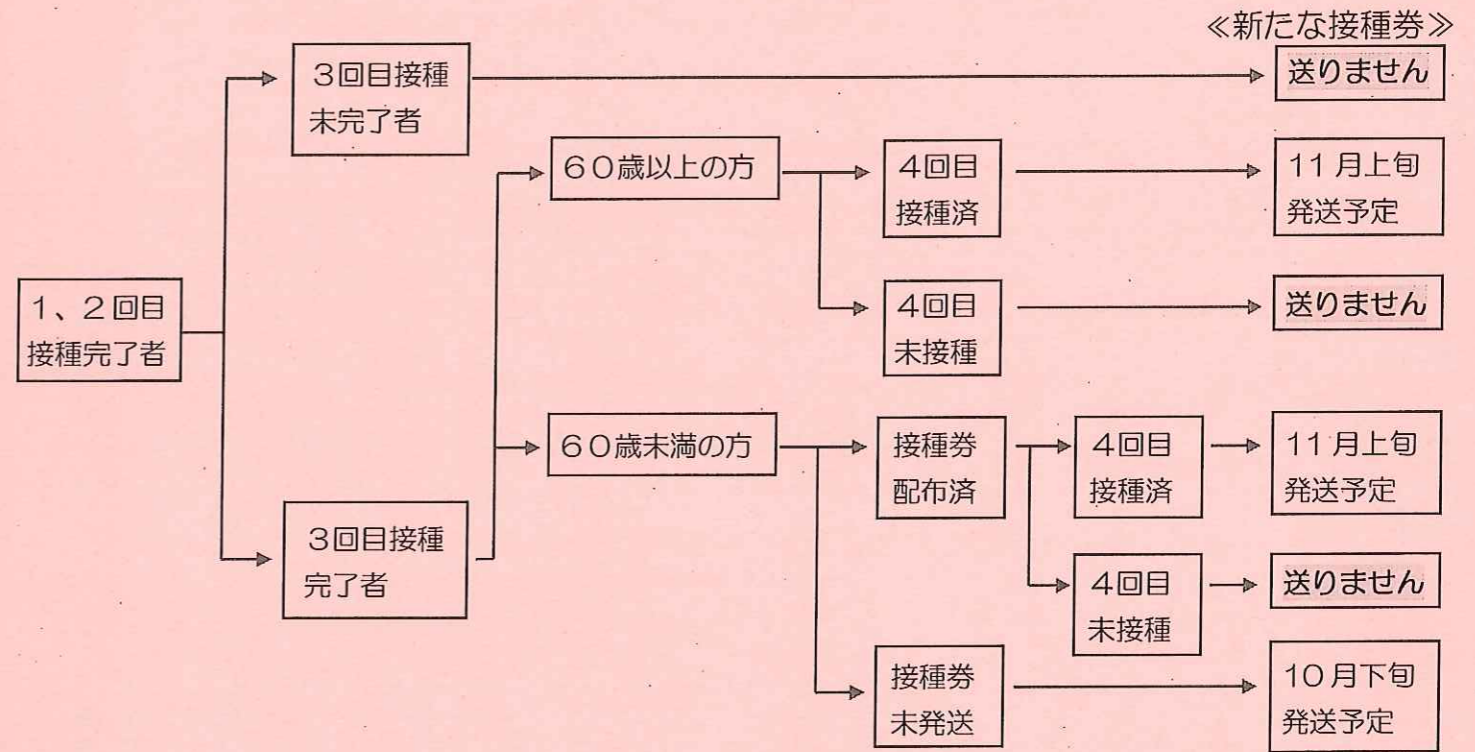 ≪新たな接種券≫
3回目接種
未完了者
送りません
60歳以上の方
4回目
接種済
11月上旬
発送予定
4回目
未接種
送りません
1、2回目
接種完了者
60歳未満の方
接種券
配布済
4回目
接種済
11月上旬
発送予定
3回目接種
完了者
4回目
未接種
送りません
接種券
未発送
10月下旬
発送予定